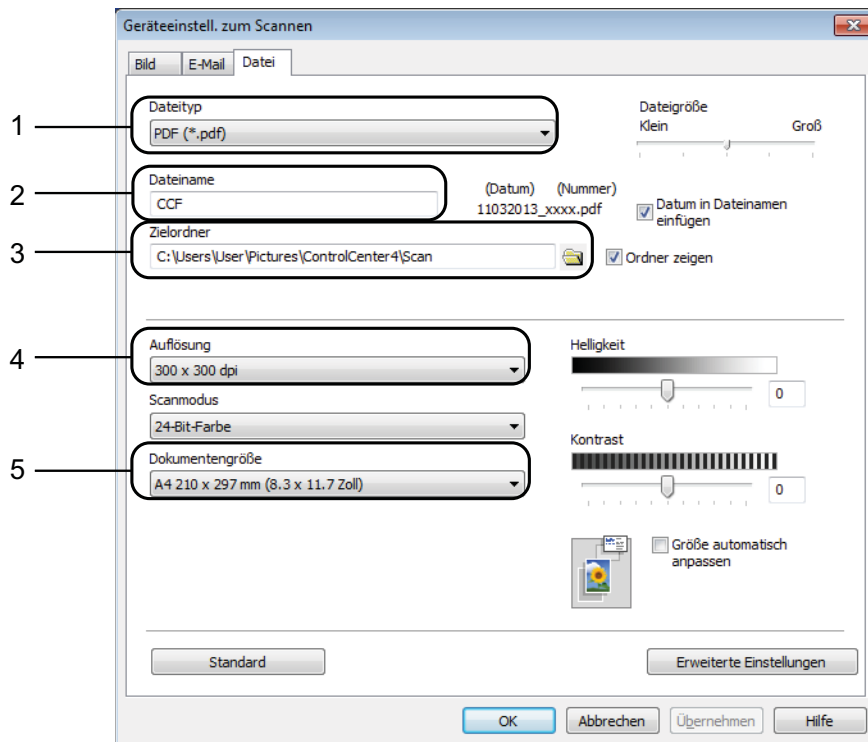 Geräteeinstell. zum Scannen
Bild E-Mail Datei
1
Dateityp
PDF (*.pdf)
Dateigröße
Klein Groß
2
Dateiname
CCF
(Datum) (Nummer)
11032013_xxxx.pdf
Datum in Dateinamen
einfügen
3
Zielordner
C:\Users\User\Pictures\ControlCenter4\Scan
Ordner zeigen
4
Auflösung
300 x 300 dpi
Helligkeit
0
Scanmodus
24-Bit-Farbe
Kontrast
0
5
Dokumentengröße
A4 210 x 297 mm (8.3 x 11.7 Zoll)
Größe automatisch
anpassen
Standard
Erweiterte Einstellungen
OK Abbrechen Übernehmen Hilfe